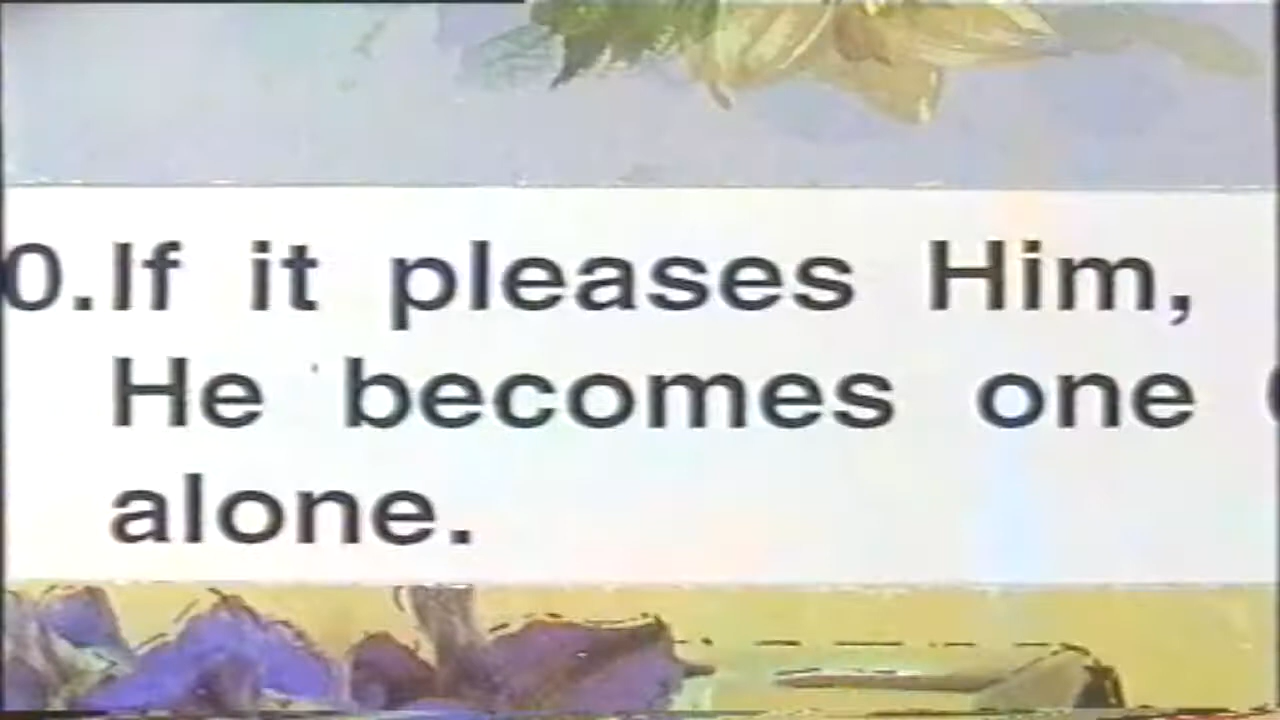 0.If it pleases Him,
He becomes one
alone.